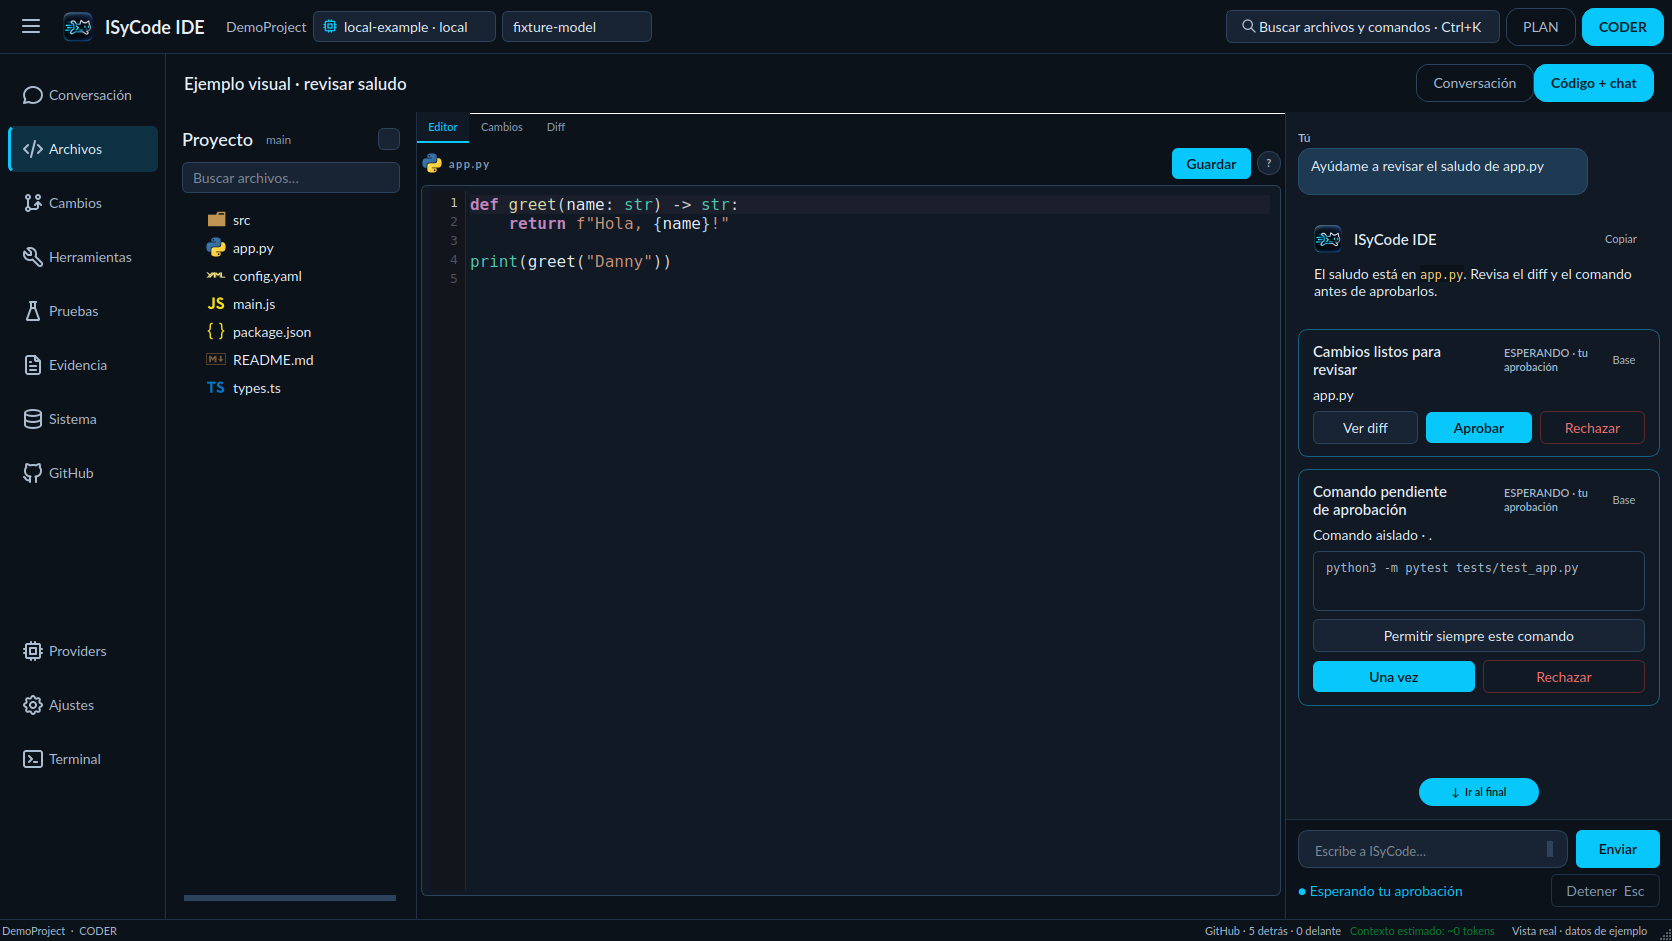 ISyCode IDE
DemoProject
local-example · local
fixture-model
Buscar archivos y comandos · Ctrl+K
PLAN
CODER
Conversación
Archivos
Cambios
Herramientas
Pruebas
Evidencia
Sistema
GitHub
Providers
Ajustes
Terminal
Ejemplo visual · revisar saludo
Conversación
Código + chat
Proyecto main
Buscar archivos...
src
app.py
YML config.yaml
JS main.js
{ } package.json
M↓ README.md
TS types.ts
Editor
Cambios
Diff
app.py
Guardar
?
1 def greet(name: str) -> str:
2 return f"Hola, {name}!"
3
4 print(greet("Danny"))
5
Tú
Ayúdame a revisar el saludo de app.py
ISyCode IDE
Copiar
El saludo está en app.py. Revisa el diff y el comando
antes de aprobarlos.
Cambios listos para
revisar
ESPERANDO · tu
aprobación
Base
app.py
Ver diff
Aprobar
Rechazar
Comando pendiente
de aprobación
ESPERANDO · tu
aprobación
Base
Comando aislado · .
python3 -m pytest tests/test_app.py
Permitir siempre este comando
Una vez
Rechazar
↓ Ir al final
Escribe a ISyCode...
Enviar
● Esperando tu aprobación
Detener Esc
DemoProject · CODER
GitHub · 5 detrás · 0 delante
Contexto estimado: ~0 tokens
Vista real · datos de ejemplo